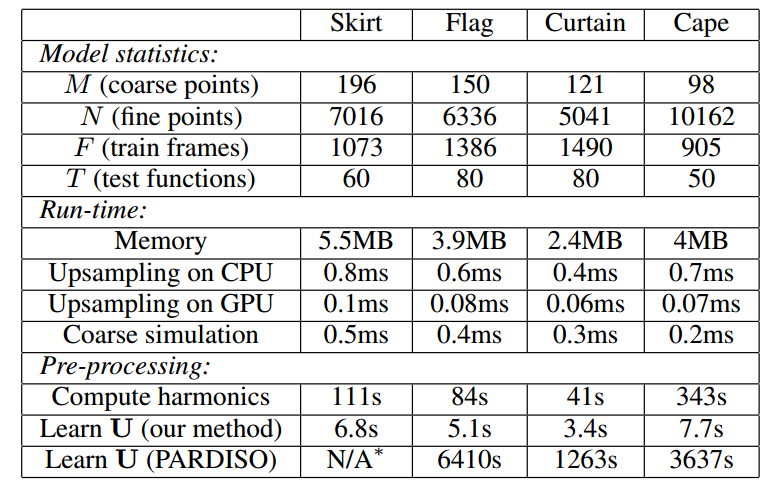 Skirt Flag Curtain Cape
Model statistics:
M (coarse points) 196 150 121 98
N (fine points) 7016 6336 5041 10162
F (train frames) 1073 1386 1490 905
T (test functions) 60 80 80 50
Run-time:
Memory 5.5MB 3.9MB 2.4MB 4MB
Upsampling on CPU 0.8ms 0.6ms 0.4ms 0.7ms
Upsampling on GPU 0.1ms 0.08ms 0.06ms 0.07ms
Coarse simulation 0.5ms 0.4ms 0.3ms 0.2ms
Pre-processing:
Compute harmonics 111s 84s 41s 343s
Learn U (our method) 6.8s 5.1s 3.4s 7.7s
Learn U (PARDISO) N/A* 6410s 1263s 3637s